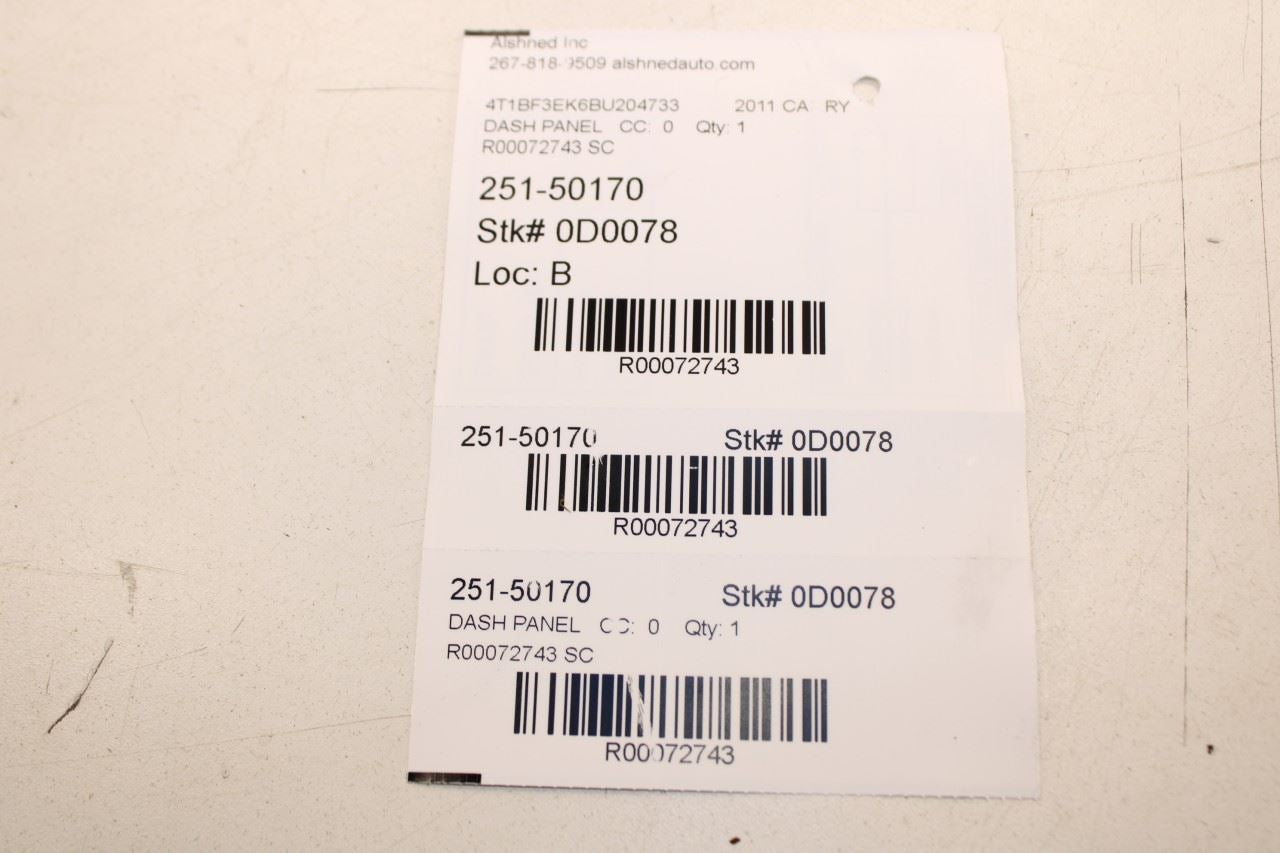 Alshned Inc
267-818-9509 alshnedauto.com
4T1BF3EK6BU204733 2011 CA RY
DASH PANEL CC: 0 Qty: 1
R00072743 SC
251-50170
Stk# 0D0078
Loc: B
R00072743
251-50170 Stk# 0D0078
R00072743
251-50170 Stk# 0D0078
DASH PANEL CC: 0 Qty: 1
R00072743 SC
R00072743